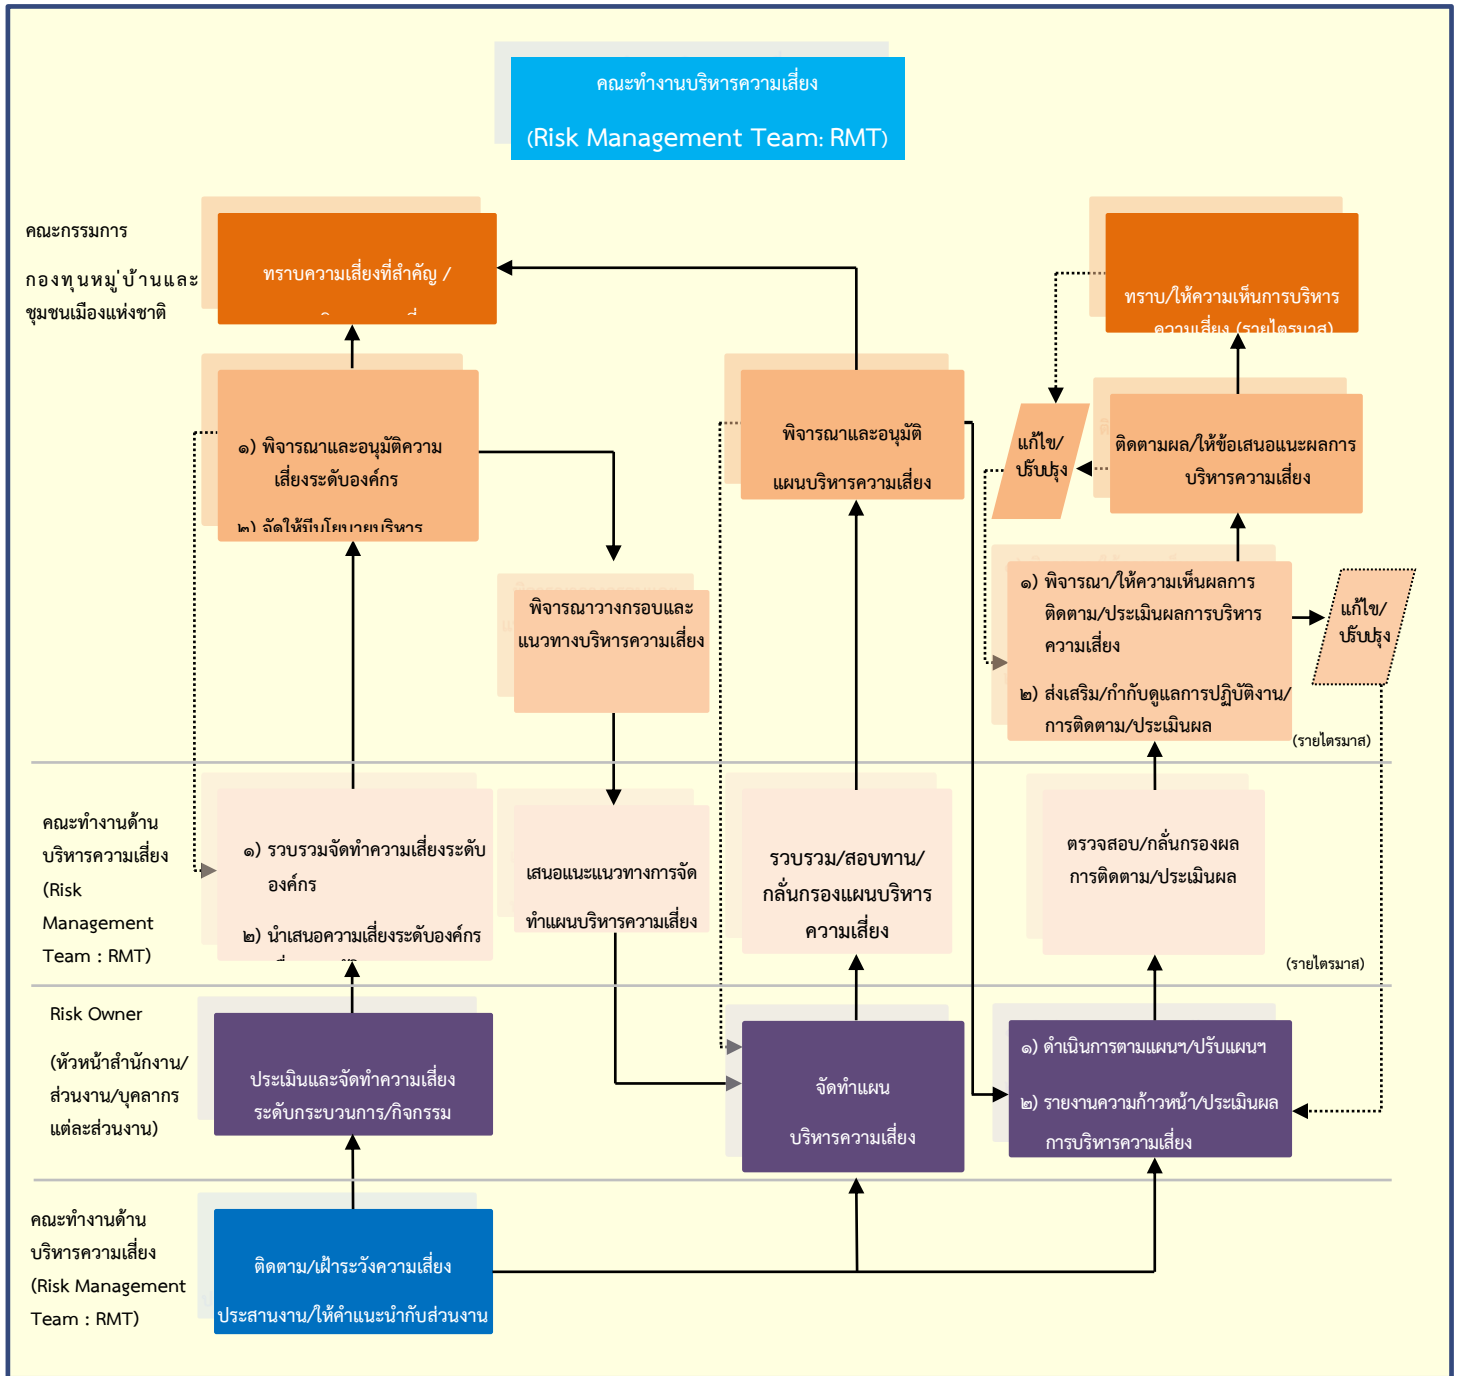 คณะทำงานบริหารความเสี่ยง
(Risk Management Team: RMT)
คณะกรรมการ
กองทุนหมู่บ้านและ
ชุมชนเมืองแห่งชาติ
ทราบความเสี่ยงที่สำคัญ /
ทราบ/ให้ความเห็นการบริหาร
ความเสี่ยง (รายไตรมาส)
๑) พิจารณาและอนุมัติความ
เสี่ยงระดับองค์กร
๒) จัดให้มีนโยบายบริหาร
พิจารณาและอนุมัติ
แผนบริหารความเสี่ยง
แก้ไข/
ปรับปรุง
ติดตามผล/ให้ข้อเสนอแนะผลการ
บริหารความเสี่ยง
พิจารณาวางกรอบและ
แนวทางบริหารความเสี่ยง
๑) พิจารณา/ให้ความเห็นผลการ
ติดตาม/ประเมินผลการบริหาร
ความเสี่ยง
๒) ส่งเสริม/กำกับดูแลการปฏิบัติงาน/
การติดตาม/ประเมินผล
แก้ไข/
ปรับปรุง
(รายไตรมาส)
คณะทำงานด้าน
บริหารความเสี่ยง
(Risk
Management
Team : RMT)
๑) รวบรวมจัดทำความเสี่ยงระดับ
องค์กร
๒) นำเสนอความเสี่ยงระดับองค์กร
เสนอแนะแนวทางการจัด
ทำแผนบริหารความเสี่ยง
รวบรวม/สอบทาน/
กลั่นกรองแผนบริหาร
ความเสี่ยง
ตรวจสอบ/กลั่นกรองผล
การติดตาม/ประเมินผล
(รายไตรมาส)
Risk Owner
(หัวหน้าสำนักงาน/
ส่วนงาน/บุคลากร
แต่ละส่วนงาน)
ประเมินและจัดทำความเสี่ยง
ระดับกระบวนการ/กิจกรรม
จัดทำแผน
บริหารความเสี่ยง
๑) ดำเนินการตามแผนฯ/ปรับแผนฯ
๒) รายงานความก้าวหน้า/ประเมินผล
การบริหารความเสี่ยง
คณะทำงานด้าน
บริหารความเสี่ยง
(Risk Management
Team : RMT)
ติดตาม/เฝ้าระวังความเสี่ยง
ประสานงาน/ให้คำแนะนำกับส่วนงาน